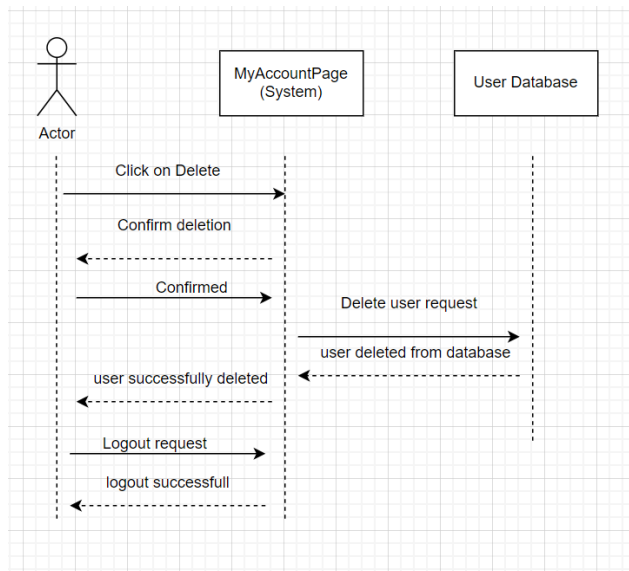 MyAccountPage
(System)
User Database
Actor
Click on Delete
Confirm deletion
Confirmed
Delete user request
user deleted from database
user successfully deleted
Logout request
logout successfull